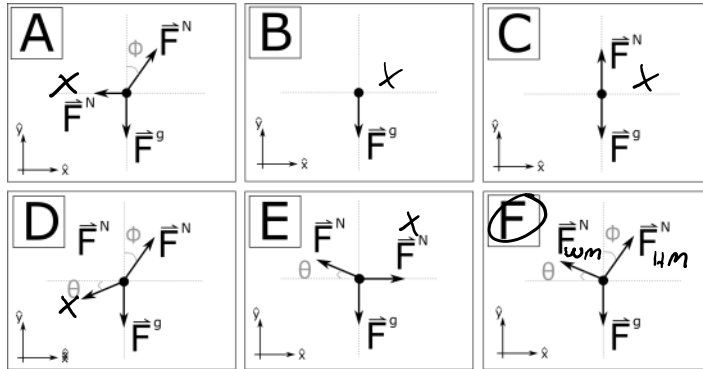 A
ϕ
F⃗ᴺ
X
F⃗ᴺ
F⃗ᵍ
ŷ
x̂
B
X
F⃗ᵍ
ŷ
x̂
C
F⃗ᴺ
X
F⃗ᵍ
ŷ
x̂
D
F⃗ᴺ
ϕ
F⃗ᴺ
θ
X
F⃗ᵍ
ŷ
x̂
E
X
F⃗ᴺ
F⃗ᴺ
θ
F⃗ᵍ
ŷ
x̂
F
F⃗ᴺ WM
ϕ
F⃗ᴺ HM
θ
F⃗ᵍ
ŷ
x̂